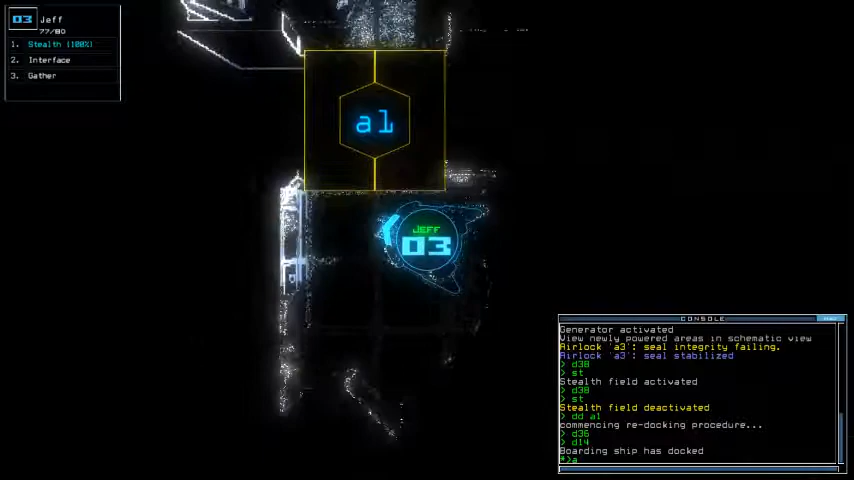 03 Jeff
77/80
1. Stealth (100%)
2. Interface
3. Gather
a1
JEFF
03
CONSOLE
Generator activated
View newly powered areas in schematic view
Airlock 'a3': seal integrity failing.
Airlock 'a3': seal stabilized
> d30
> st
Stealth field activated
> d30
> st
Stealth field deactivated
> dd a1
commencing re-docking procedure...
> d36
> d14
Boarding ship has docked
*>a